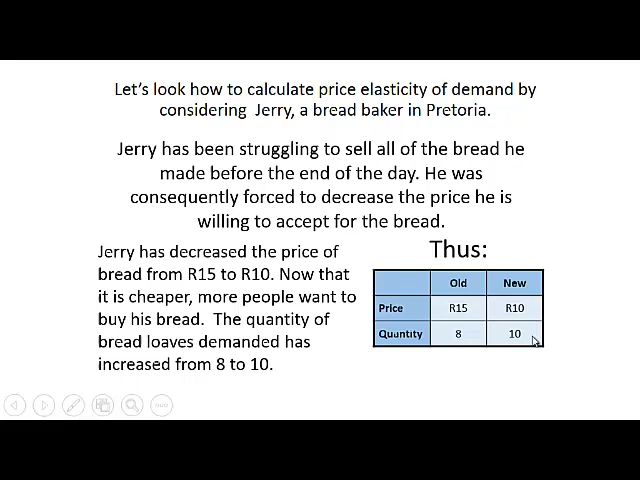 Let's look how to calculate price elasticity of demand by
considering Jerry, a bread baker in Pretoria.
Jerry has been struggling to sell all of the bread he
made before the end of the day. He was
consequently forced to decrease the price he is
willing to accept for the bread.
Jerry has decreased the price of
bread from R15 to R10. Now that
it is cheaper, more people want to
buy his bread. The quantity of
bread loaves demanded has
increased from 8 to 10.
Thus:
Old New
Price R15 R10
Quantity 8 10